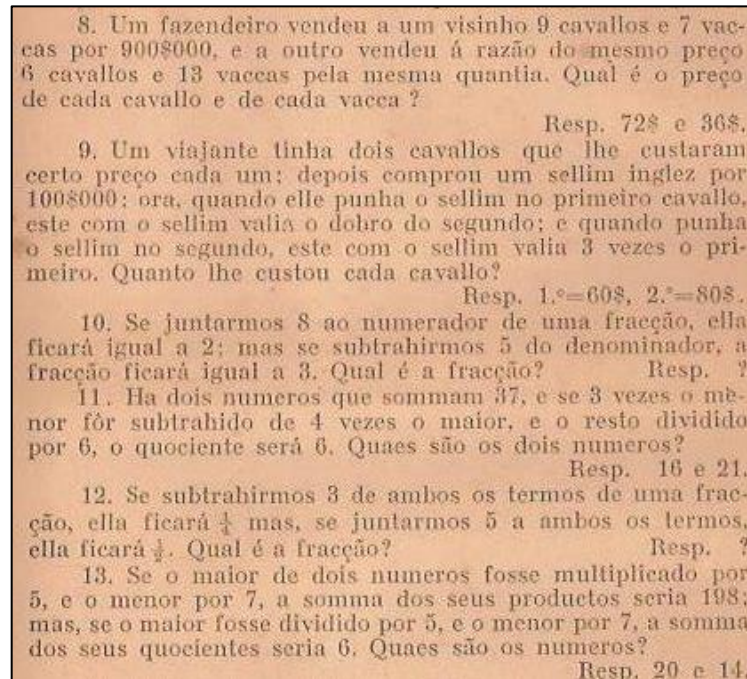 8. Um fazendeiro vendeu a um visinho 9 cavallos e 7 vac-
cas por 900$000, e a outro vendeu á razão do mesmo preço
6 cavallos e 13 vaccas pela mesma quantia. Qual é o preço
de cada cavallo e de cada vacca ?
Resp. 72$ e 36$.
9. Um viajante tinha dois cavallos que lhe custaram
certo preço cada um; depois comprou um sellim inglez por
100$000; ora, quando elle punha o sellim no primeiro cavallo,
este com o sellim valia o dobro do segundo; e quando punha
o sellim no segundo, este com o sellim valia 3 vezes o pri-
meiro. Quanto lhe custou cada cavallo?
Resp. 1.º=60$, 2.º=80$.
10. Se juntarmos 8 ao numerador de uma fracção, ella
ficará igual a 2; mas se subtrahirmos 5 do denominador, a
fracção ficará igual a 3. Qual é a fracção? Resp. ?
11. Ha dois numeros que sommam 37, e se 3 vezes o me-
nor fôr subtrahido de 4 vezes o maior, e o resto dividido
por 6, o quociente será 6. Quaes são os dois numeros?
Resp. 16 e 21.
12. Se subtrahirmos 3 de ambos os termos de uma frac-
ção, ella ficará ¼ mas, se juntarmos 5 a ambos os termos,
ella ficará ½. Qual é a fracção? Resp. ?
13. Se o maior de dois numeros fosse multiplicado por
5, e o menor por 7, a somma dos seus productos seria 198;
mas, se o maior fosse dividido por 5, e o menor por 7, a somma
dos seus quocientes seria 6. Quaes são os numeros?
Resp. 20 e 14.